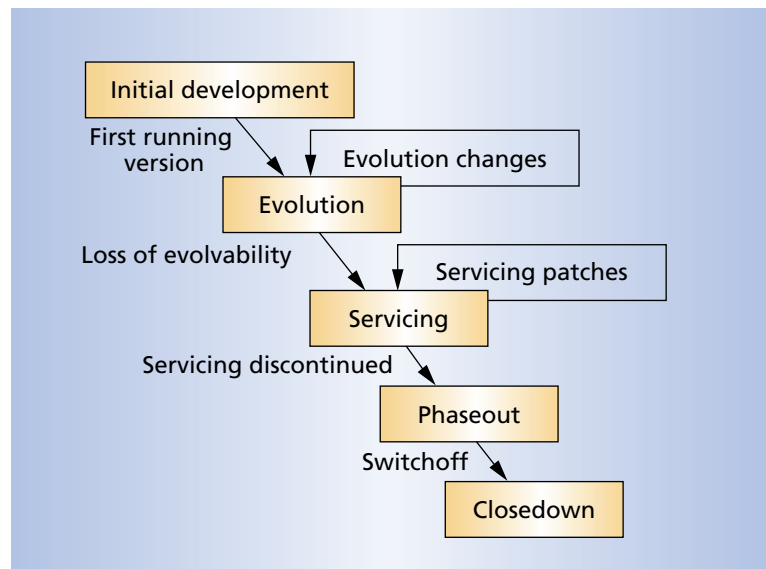 Initial development
First running
version
Evolution changes
Evolution
Loss of evolvability
Servicing patches
Servicing
Servicing discontinued
Phaseout
Switchoff
Closedown